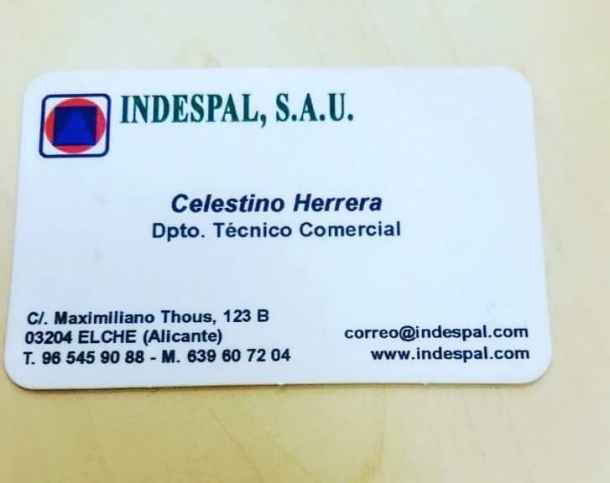 INDESPAL, S.A.U.
Celestino Herrera
Dpto. Técnico Comercial
C/. Maximiliano Thous, 123 B
03204 ELCHE (Alicante)
T. 96 545 90 88 - M. 639 60 72 04
correo@indespal.com
www.indespal.com